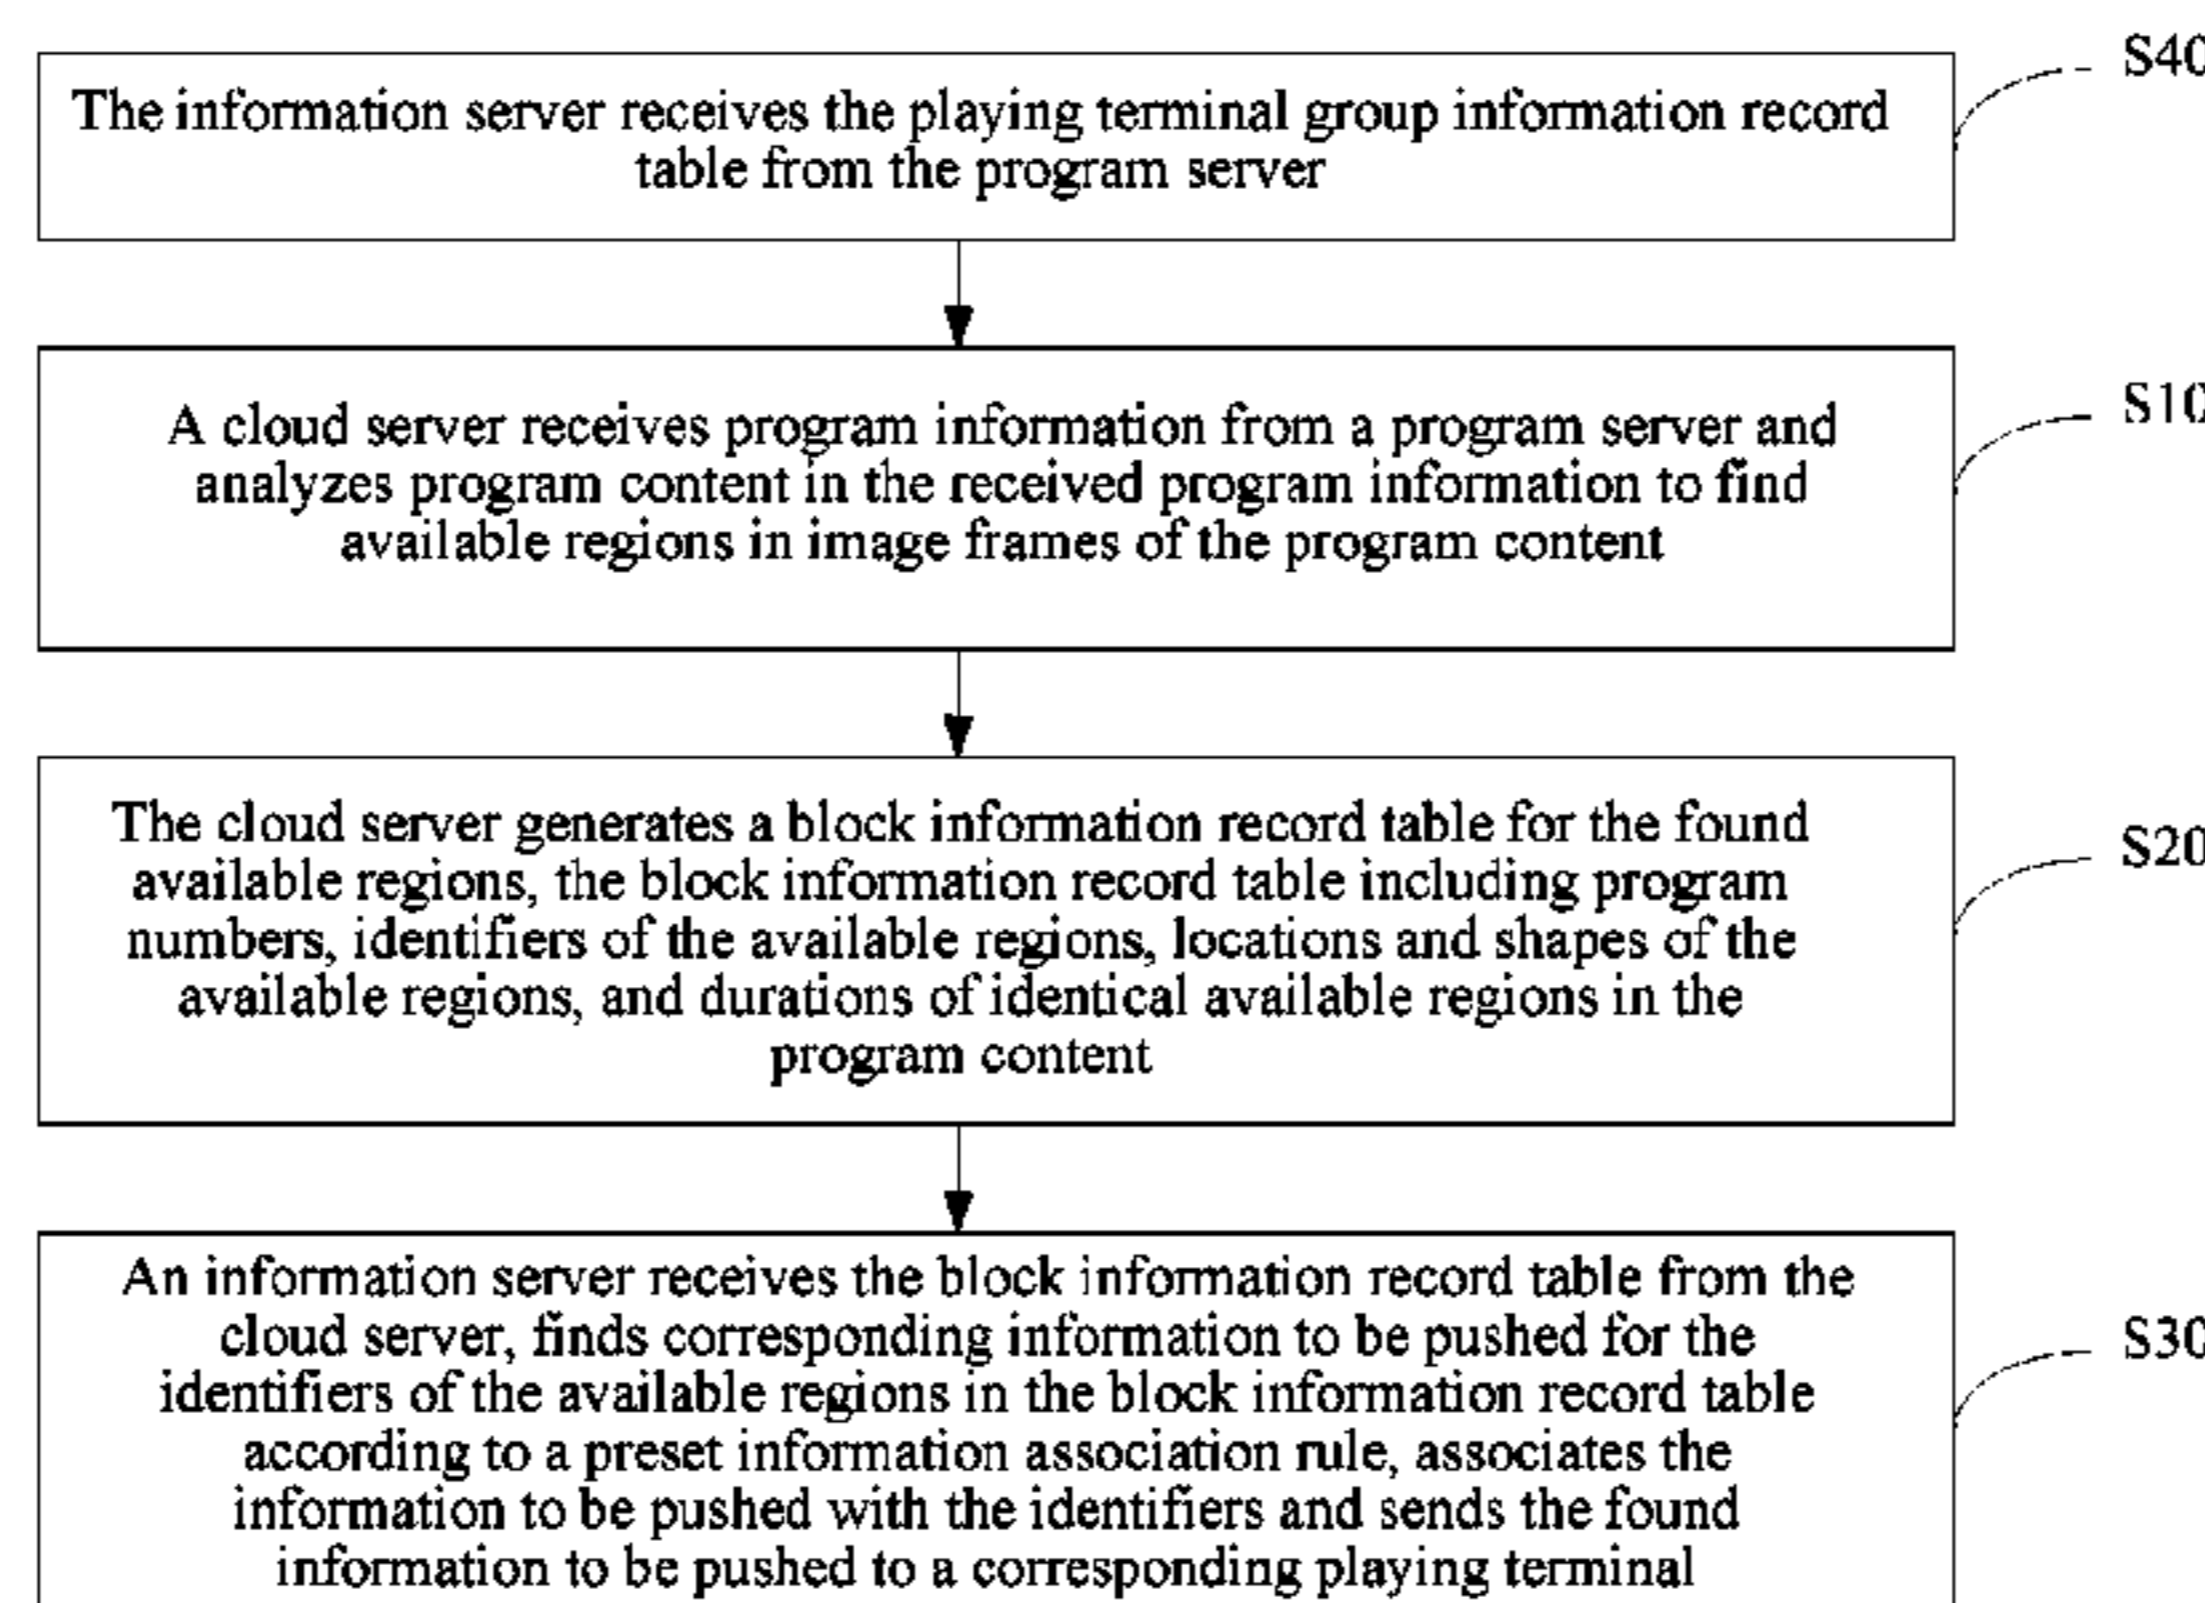 The information server receives the playing terminal group information record
table from the program server
S40
A cloud server receives program information from a program server and
analyzes program content in the received program information to find
available regions in image frames of the program content
S10
The cloud server generates a block information record table for the found
available regions, the block information record table including program
numbers, identifiers of the available regions, locations and shapes of the
available regions, and durations of identical available regions in the
program content
S20
An information server receives the block information record table from the
cloud server, finds corresponding information to be pushed for the
identifiers of the available regions in the block information record table
according to a preset information association rule, associates the
information to be pushed with the identifiers and sends the found
information to be pushed to a corresponding playing terminal
S30